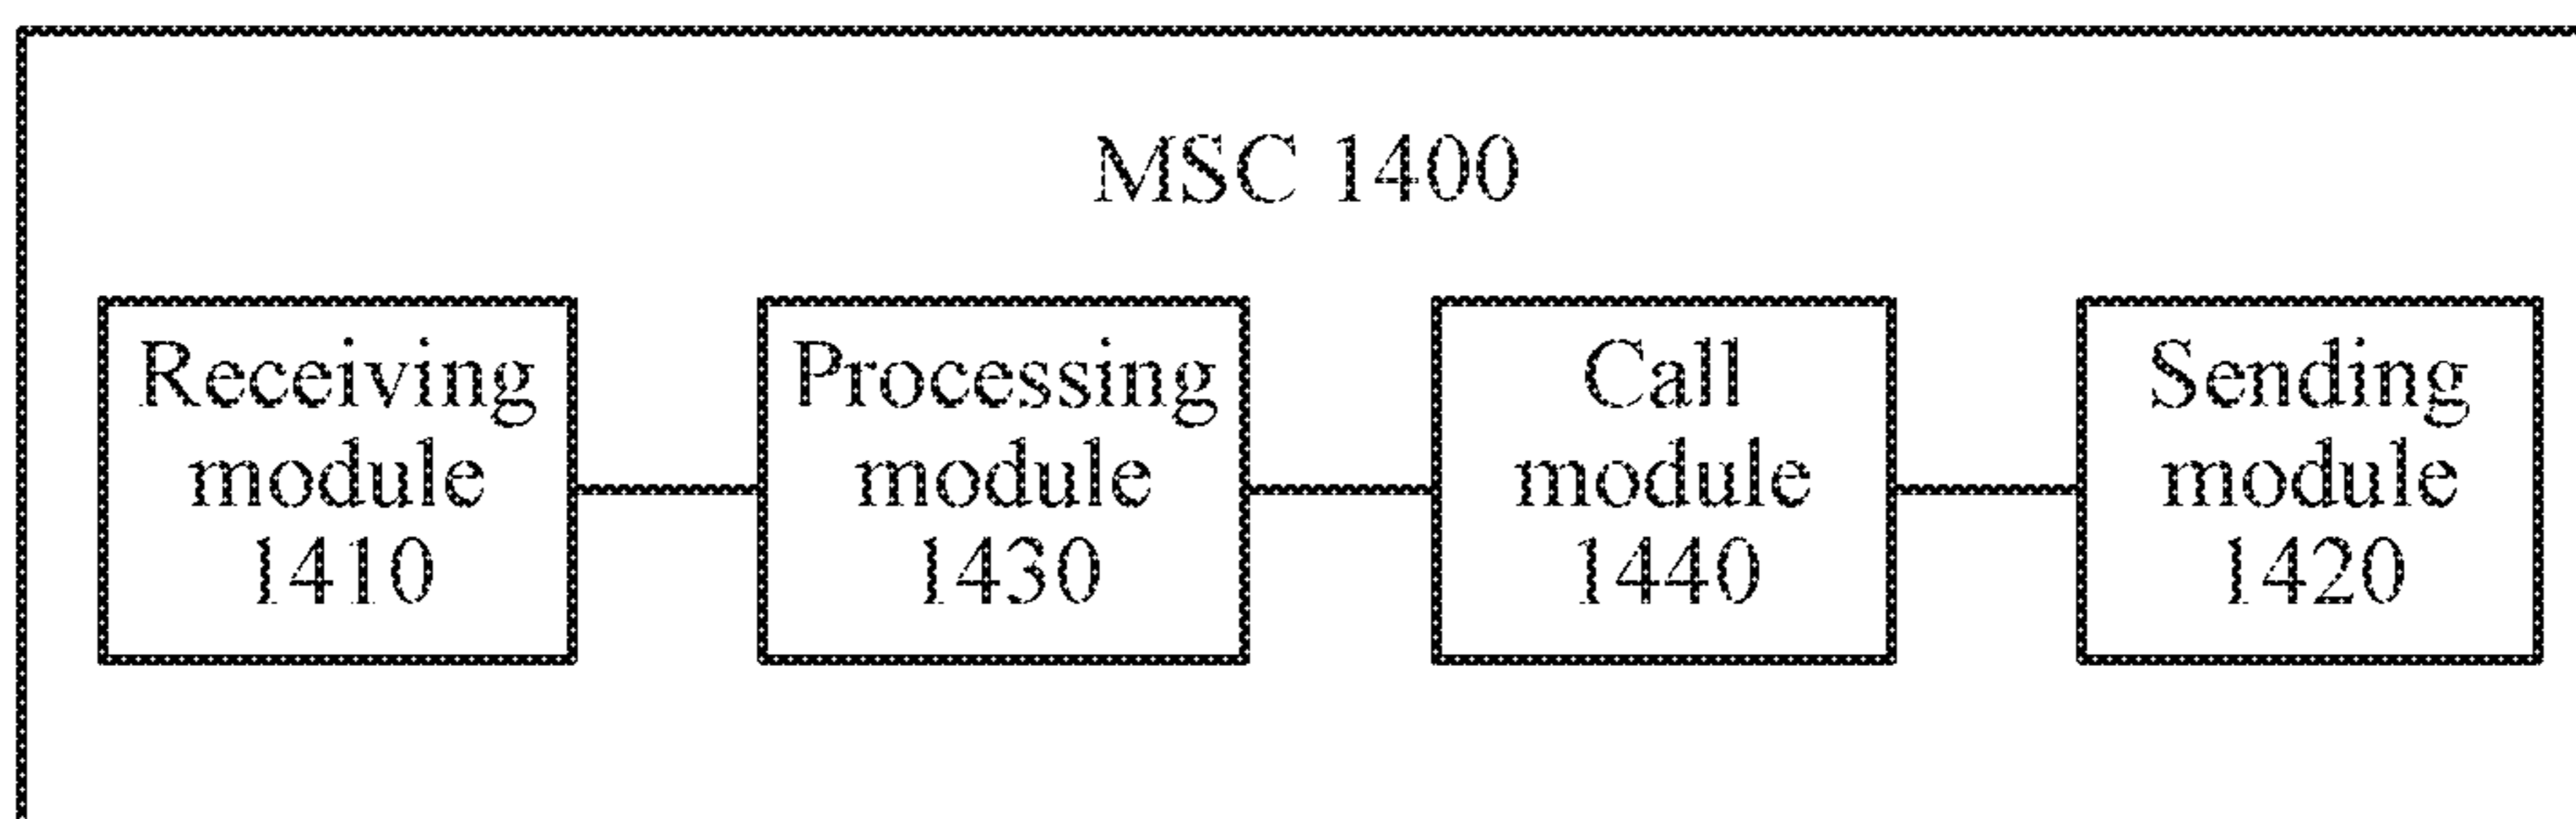 MSC 1400
Receiving
module
1410
Processing
module
1430
Call
module
1440
Sending
module
1420